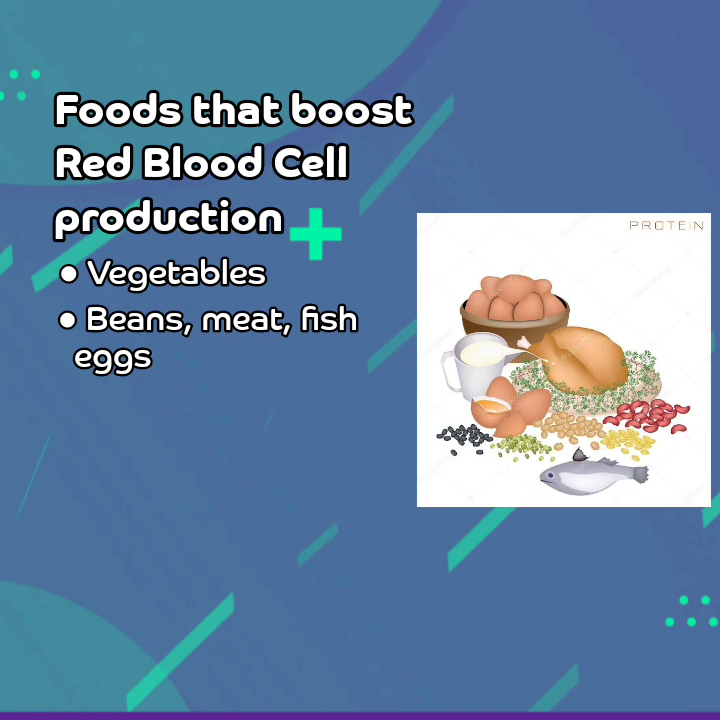 Foods that boost
Red Blood Cell
production
• Vegetables
• Beans, meat, fish
eggs
PROTEIN